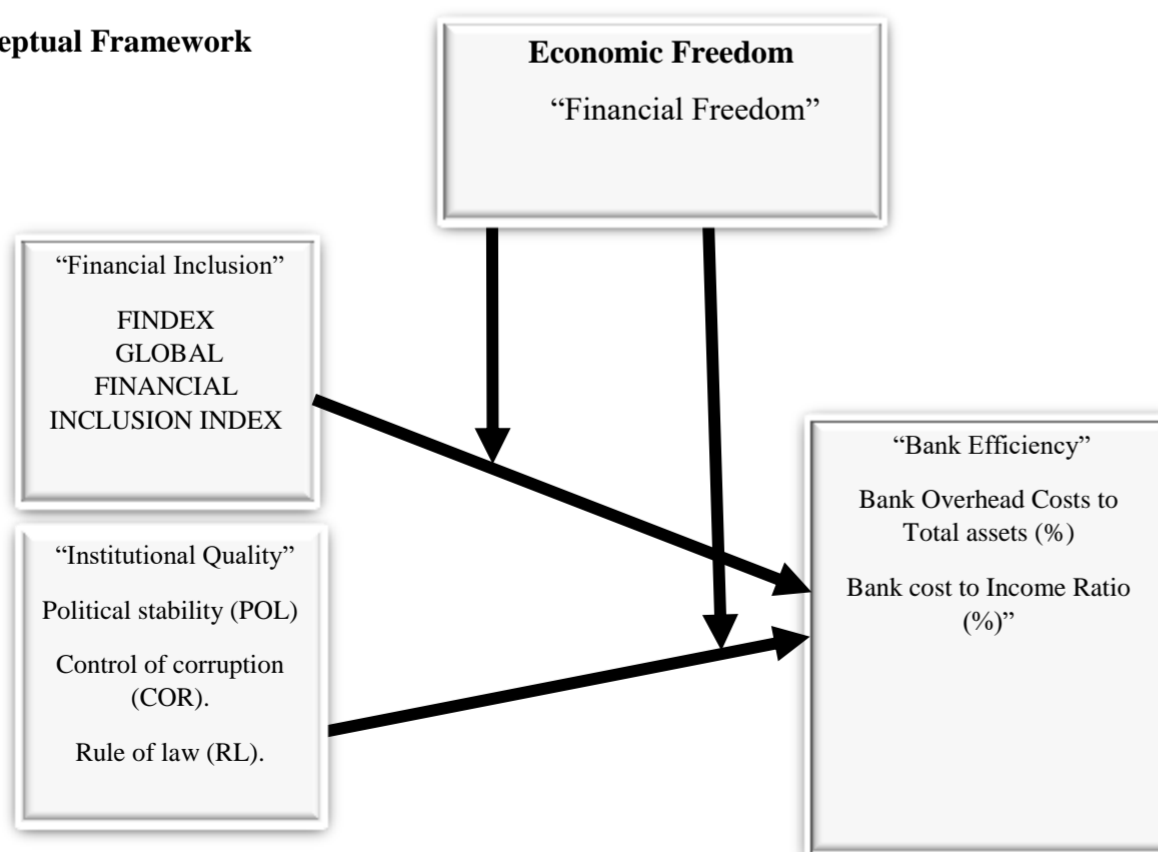 eptual Framework
Economic Freedom
“Financial Freedom”
“Financial Inclusion”
FINDEX
GLOBAL
FINANCIAL
INCLUSION INDEX
“Institutional Quality”
Political stability (POL)
Control of corruption
(COR).
Rule of law (RL).
“Bank Efficiency”
Bank Overhead Costs to
Total assets (%)
Bank cost to Income Ratio
(%)”